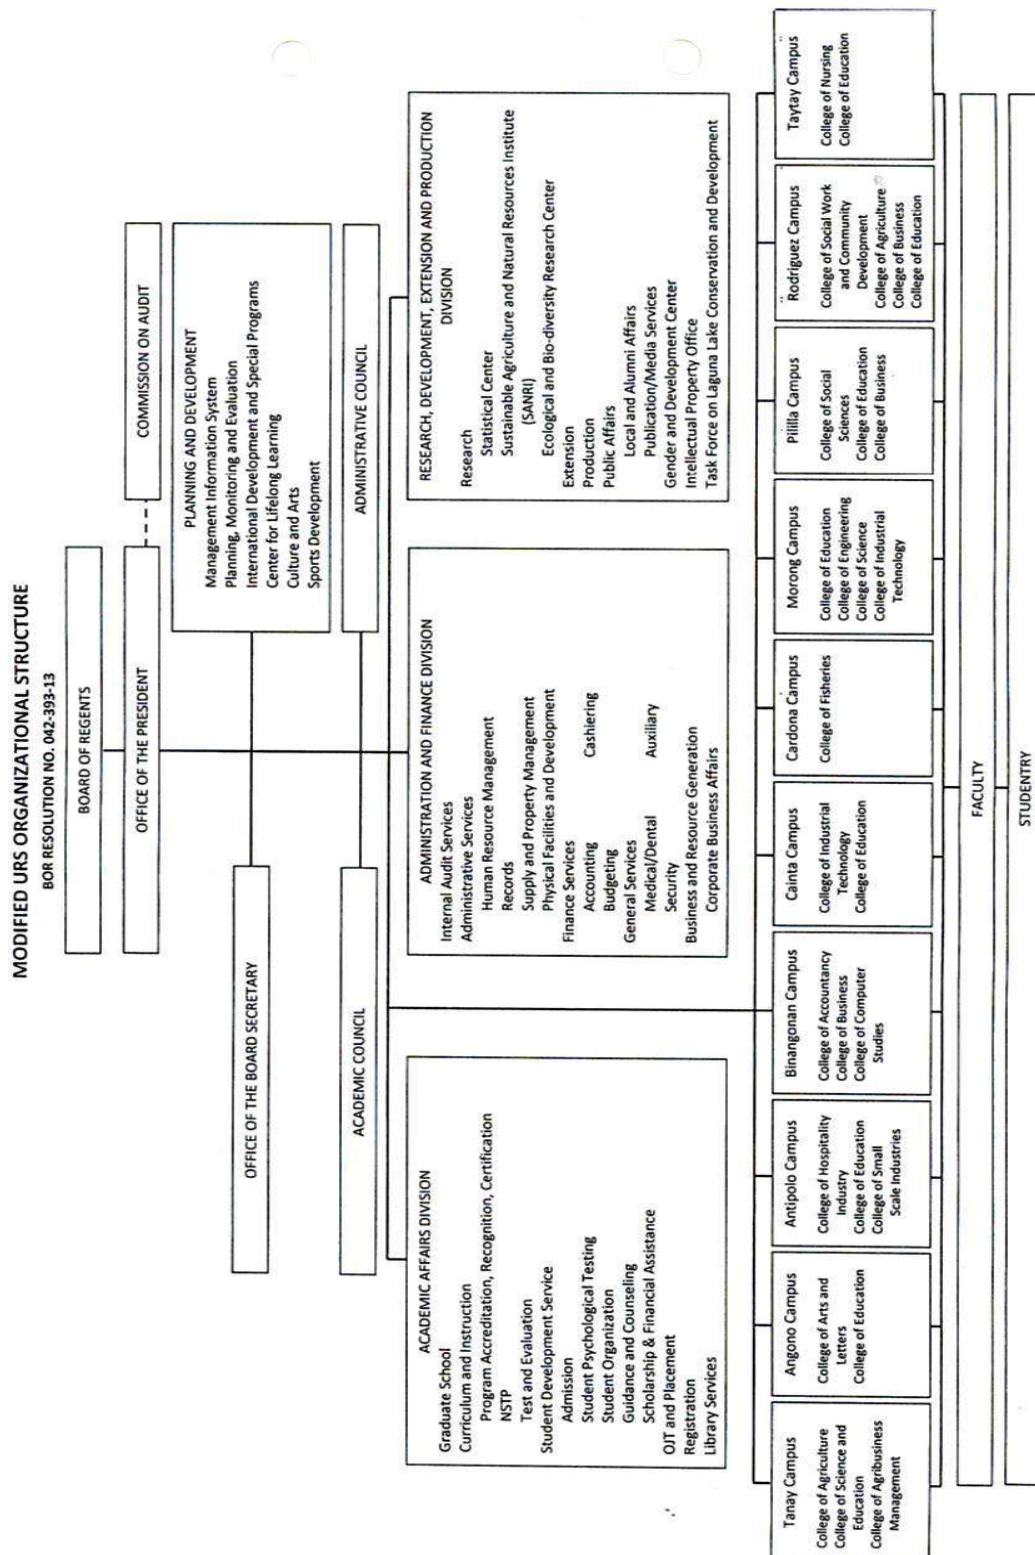 MODIFIED URS ORGANIZATIONAL STRUCTURE
BOR RESOLUTION NO. 042-393-13
BOARD OF REGENTS
OFFICE OF THE PRESIDENT
COMMISSION ON AUDIT
PLANNING AND DEVELOPMENT
Management Information System
Planning, Monitoring and Evaluation
International Development and Special Programs
Center for Lifelong Learning
Culture and Arts
Sports Development
OFFICE OF THE BOARD SECRETARY
ACADEMIC COUNCIL
ADMINISTRATIVE COUNCIL
ACADEMIC AFFAIRS DIVISION
Graduate School
Curriculum and Instruction
Program Accreditation, Recognition, Certification
NSTP
Test and Evaluation
Student Development Service
Admission
Student Psychological Testing
Student Organization
Guidance and Counseling
Scholarship & Financial Assistance
OJT and Placement
Registration
Library Services
ADMINISTRATION AND FINANCE DIVISION
Internal Audit Services
Administrative Services
Human Resource Management
Records
Supply and Property Management
Physical Facilities and Development
Finance Services
Accounting Cashiering
Budgeting
General Services
Medical/Dental Auxiliary
Security
Business and Resource Generation
Corporate Business Affairs
RESEARCH, DEVELOPMENT, EXTENSION AND PRODUCTION
DIVISION
Research
Statistical Center
Sustainable Agriculture and Natural Resources Institute
(SANRI)
Ecological and Bio-diversity Research Center
Extension
Production
Public Affairs
Local and Alumni Affairs
Publication/Media Services
Gender and Development Center
Intellectual Property Office
Task Force on Laguna Lake Conservation and Development
Tanay Campus
College of Agriculture
College of Science and
Education
College of Agribusiness
Management
Angono Campus
College of Arts and
Letters
College of Education
Antipolo Campus
College of Hospitality
Industry
College of Education
College of Small
Scale Industries
Binangonan Campus
College of Accountancy
College of Business
College of Computer
Studies
Cainta Campus
College of Industrial
Technology
College of Education
Cardona Campus
College of Fisheries
Morong Campus
College of Education
College of Engineering
College of Science
College of Industrial
Technology
Pililla Campus
College of Social
Sciences
College of Education
College of Business
Rodriguez Campus
College of Social Work
and Community
Development
College of Agriculture
College of Business
College of Education
Taytay Campus
College of Nursing
College of Education
FACULTY
STUDENTRY